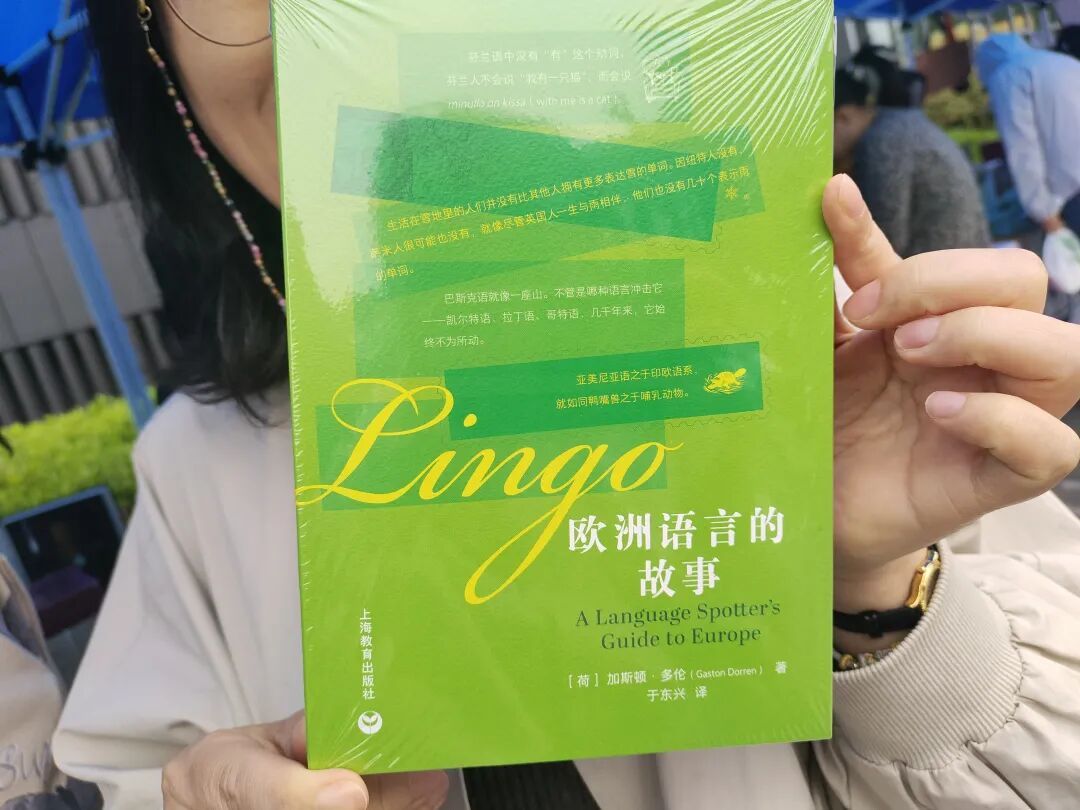 芬兰语中没有“有”这个动词，
芬兰人不会说“我有一只猫”，而会说
minulla on kissa（with me is a cat）。
生活在雪地里的人们并没有比其他人拥有更多表达雪的单词。因纽特人没有，
萨米人很可能也没有，就像尽管英国人一生与雨相伴，他们也没有几十个表示雨
的单词。
巴斯克语就像一座山。不管是哪种语言冲击它
——凯尔特语、拉丁语、哥特语，几千年来，它始
终不为所动。
亚美尼亚语之于印欧语系，
就如同鸭嘴兽之于哺乳动物。
Lingo
欧洲语言的
故事
A Language Spotter's
Guide to Europe
［荷］加斯顿·多伦（Gaston Dorren）著
于东兴 译
上海教育出版社